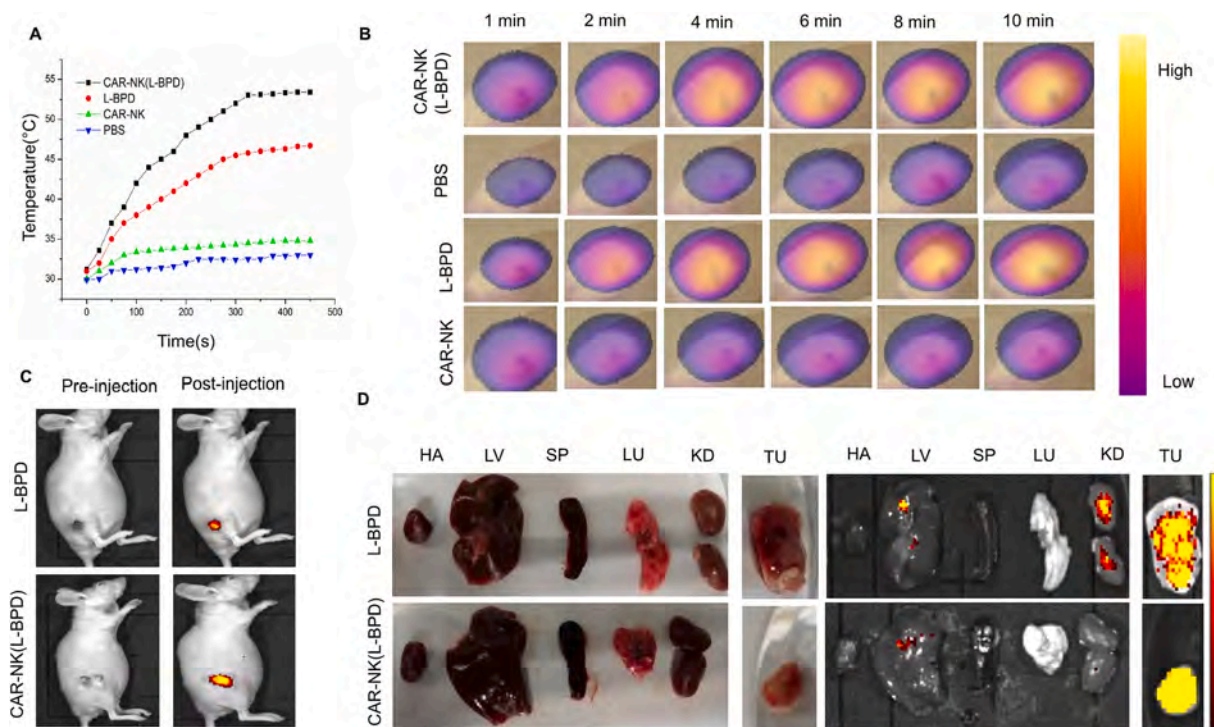 A
Temperature(°C)
55
50
45
40
35
30
CAR-NK(L-BPD)
L-BPD
CAR-NK
PBS
0
100
200
300
400
500
Time(s)
B
1 min
2 min
4 min
6 min
8 min
10 min
CAR-NK
(L-BPD)
PBS
L-BPD
CAR-NK
High
Low
C
Pre-injection
Post-injection
L-BPD
CAR-NK(L-BPD)
D
HA
LV
SP
LU
KD
TU
HA
LV
SP
LU
KD
TU
L-BPD
CAR-NK(L-BPD)